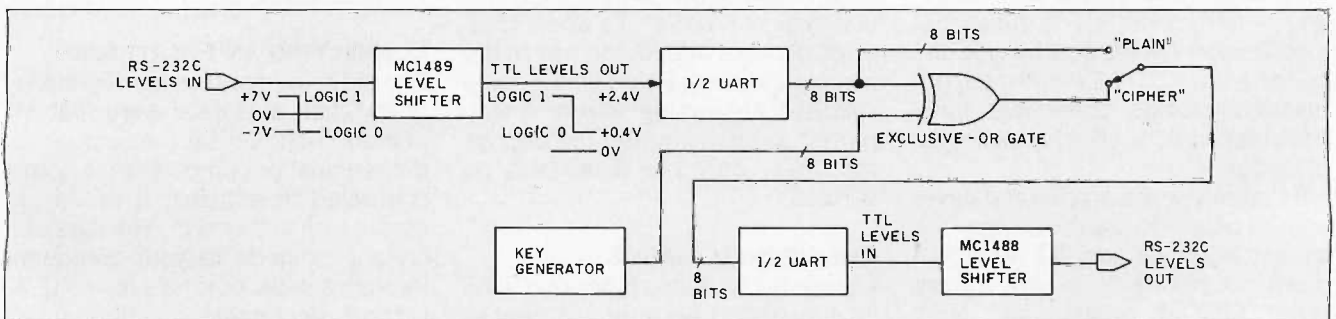 RS-232C
LEVELS IN
+7V
0V
-7V
LOGIC 1
LOGIC 0
MC1489
LEVEL
SHIFTER
TTL LEVELS OUT
LOGIC 1
+2.4V
LOGIC 0
+0.4V
0V
1/2 UART
8 BITS
8 BITS
"PLAIN"
"CIPHER"
EXCLUSIVE-OR GATE
8 BITS
KEY
GENERATOR
8
BITS
1/2 UART
TTL
LEVELS
IN
MC1488
LEVEL
SHIFTER
RS-232C
LEVELS
OUT